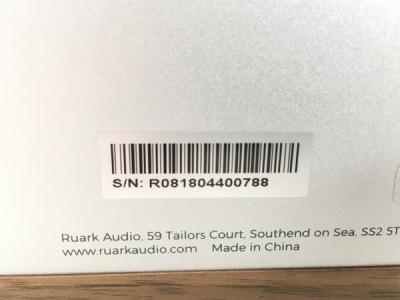 S/N: R081804400788
Ruark Audio, 59 Tailors Court, Southend on Sea, SS2 5T
www.ruarkaudio.com Made in China